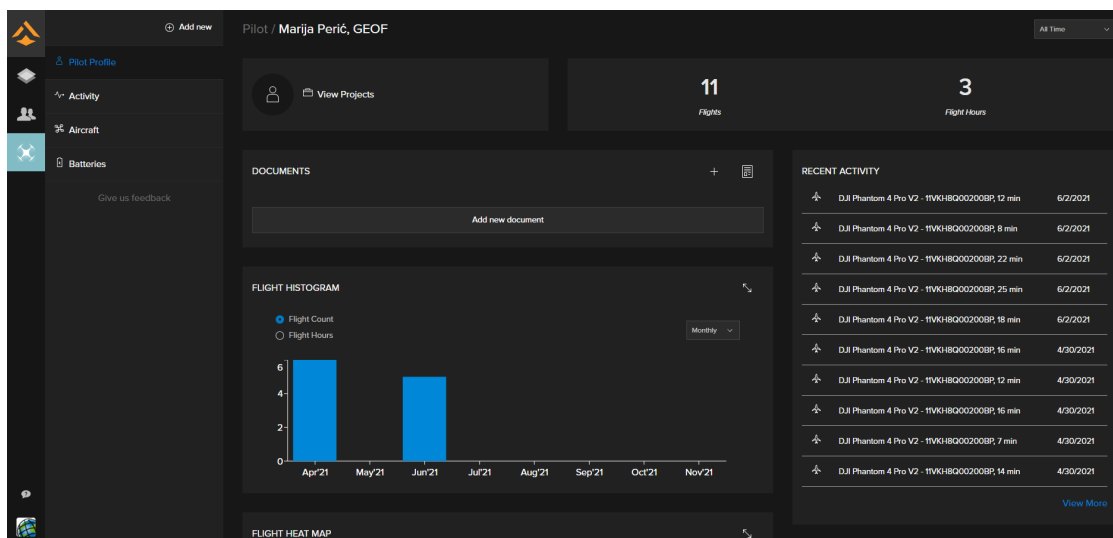 Add new
Pilot / Marija Perić, GEOF
All Time
Pilot Profile
Activity
Aircraft
Batteries
Give us feedback
View Projects
11
Flights
3
Flight Hours
DOCUMENTS
Add new document
FLIGHT HISTOGRAM
Flight Count
Flight Hours
Monthly
6
4
2
0
Apr'21 May'21 Jun'21 Jul'21 Aug'21 Sep'21 Oct'21 Nov'21
FLIGHT HEAT MAP
RECENT ACTIVITY
DJI Phantom 4 Pro V2 - 11VKH8Q00200BP, 12 min 6/2/2021
DJI Phantom 4 Pro V2 - 11VKH8Q00200BP, 8 min 6/2/2021
DJI Phantom 4 Pro V2 - 11VKH8Q00200BP, 22 min 6/2/2021
DJI Phantom 4 Pro V2 - 11VKH8Q00200BP, 25 min 6/2/2021
DJI Phantom 4 Pro V2 - 11VKH8Q00200BP, 18 min 6/2/2021
DJI Phantom 4 Pro V2 - 11VKH8Q00200BP, 16 min 4/30/2021
DJI Phantom 4 Pro V2 - 11VKH8Q00200BP, 12 min 4/30/2021
DJI Phantom 4 Pro V2 - 11VKH8Q00200BP, 16 min 4/30/2021
DJI Phantom 4 Pro V2 - 11VKH8Q00200BP, 7 min 4/30/2021
DJI Phantom 4 Pro V2 - 11VKH8Q00200BP, 14 min 4/30/2021
View More